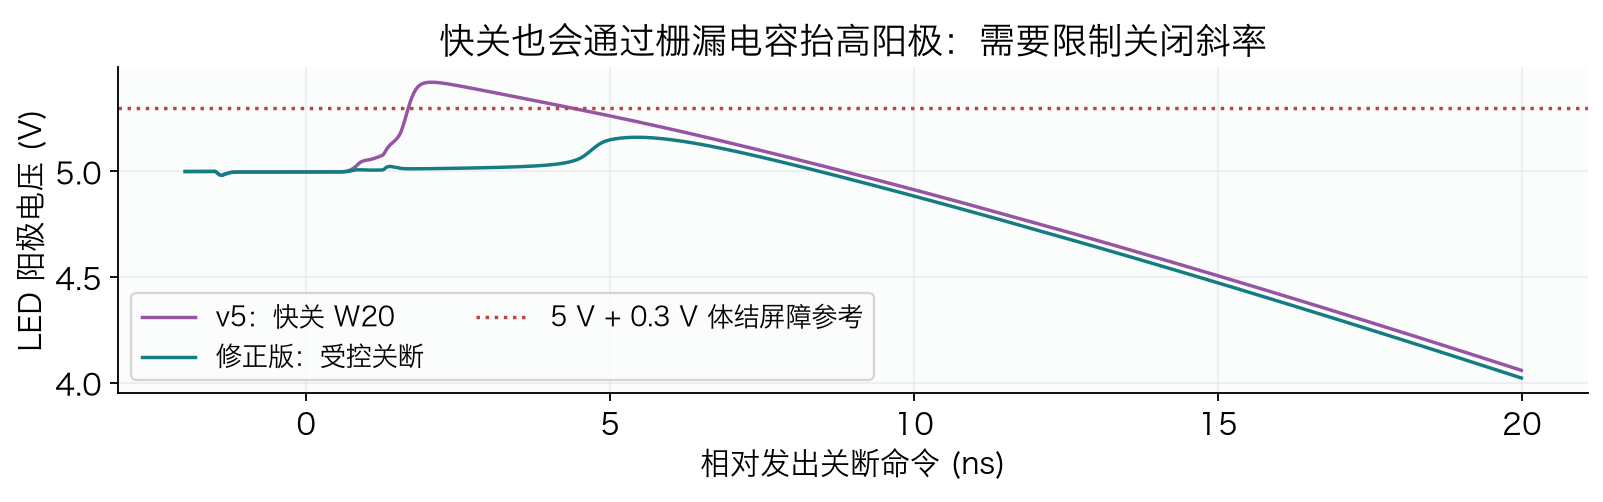 快关也会通过栅漏电容抬高阳极：需要限制关闭斜率
LED 阳极电压 (V)
5.0
4.5
4.0
v5：快关 W20
修正版：受控关断
5 V + 0.3 V 体结屏障参考
0 5 10 15 20
相对发出关断命令 (ns)